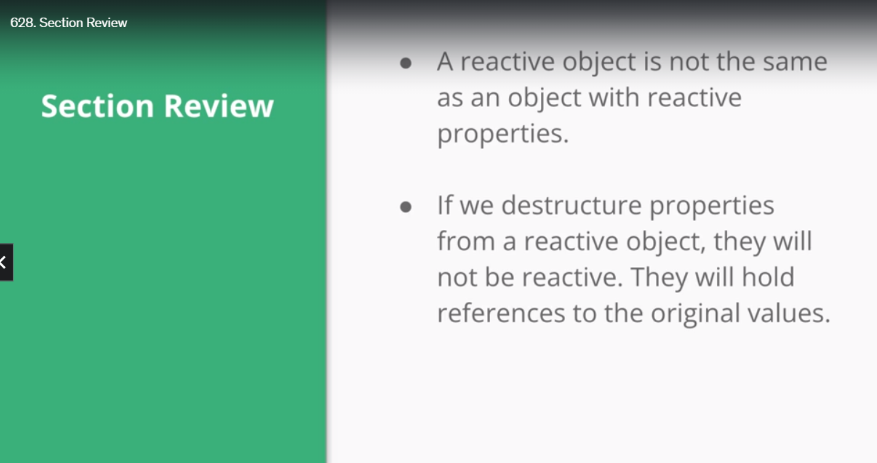 628. Section Review
Section Review
● A reactive object is not the same
as an object with reactive
properties.
● If we destructure properties
from a reactive object, they will
not be reactive. They will hold
references to the original values.